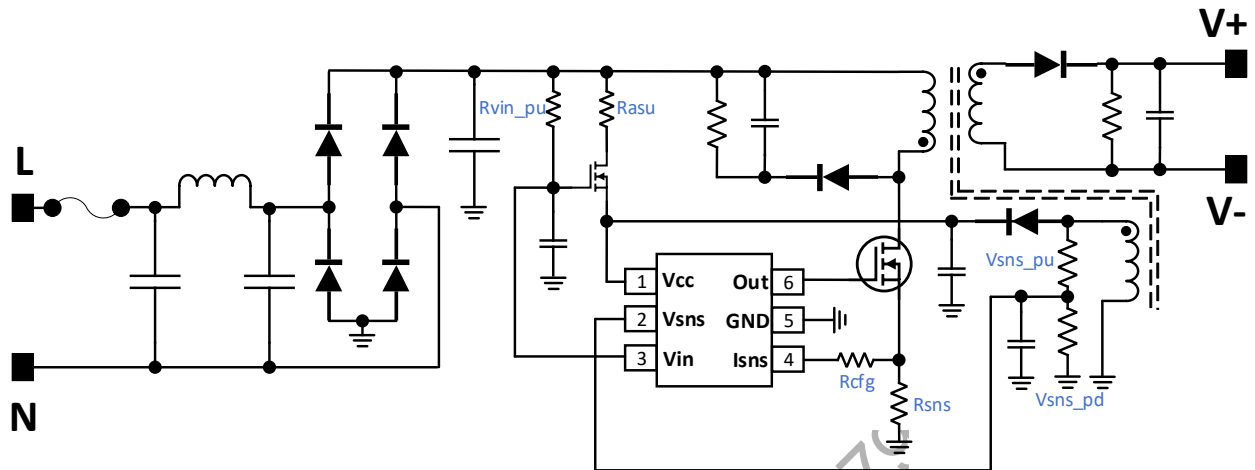 V+
Rvin_pu
Rasu
L
V-
Vsns_pu
1 Vcc Out 6
2 Vsns GND 5
3 Vin Isns 4
Rcfg
Rsns
Vsns_pd
N